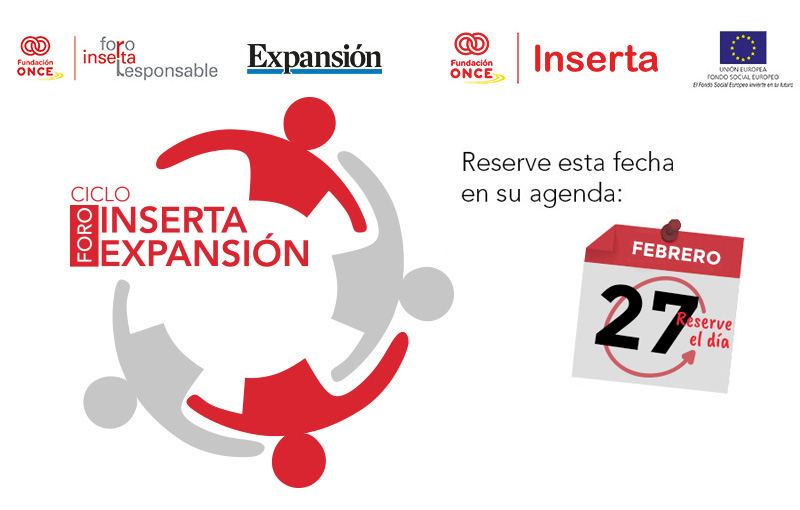 Fundación
ONCE
foro
inserta
responsable
Expansión
Fundación
ONCE
Inserta
UNIÓN EUROPEA
FONDO SOCIAL EUROPEO
El Fondo Social Europeo invierte en su futuro
CICLO
FORO
INSERTA
EXPANSIÓN
Reserve esta fecha
en su agenda:
FEBRERO
27
Reserve
el día